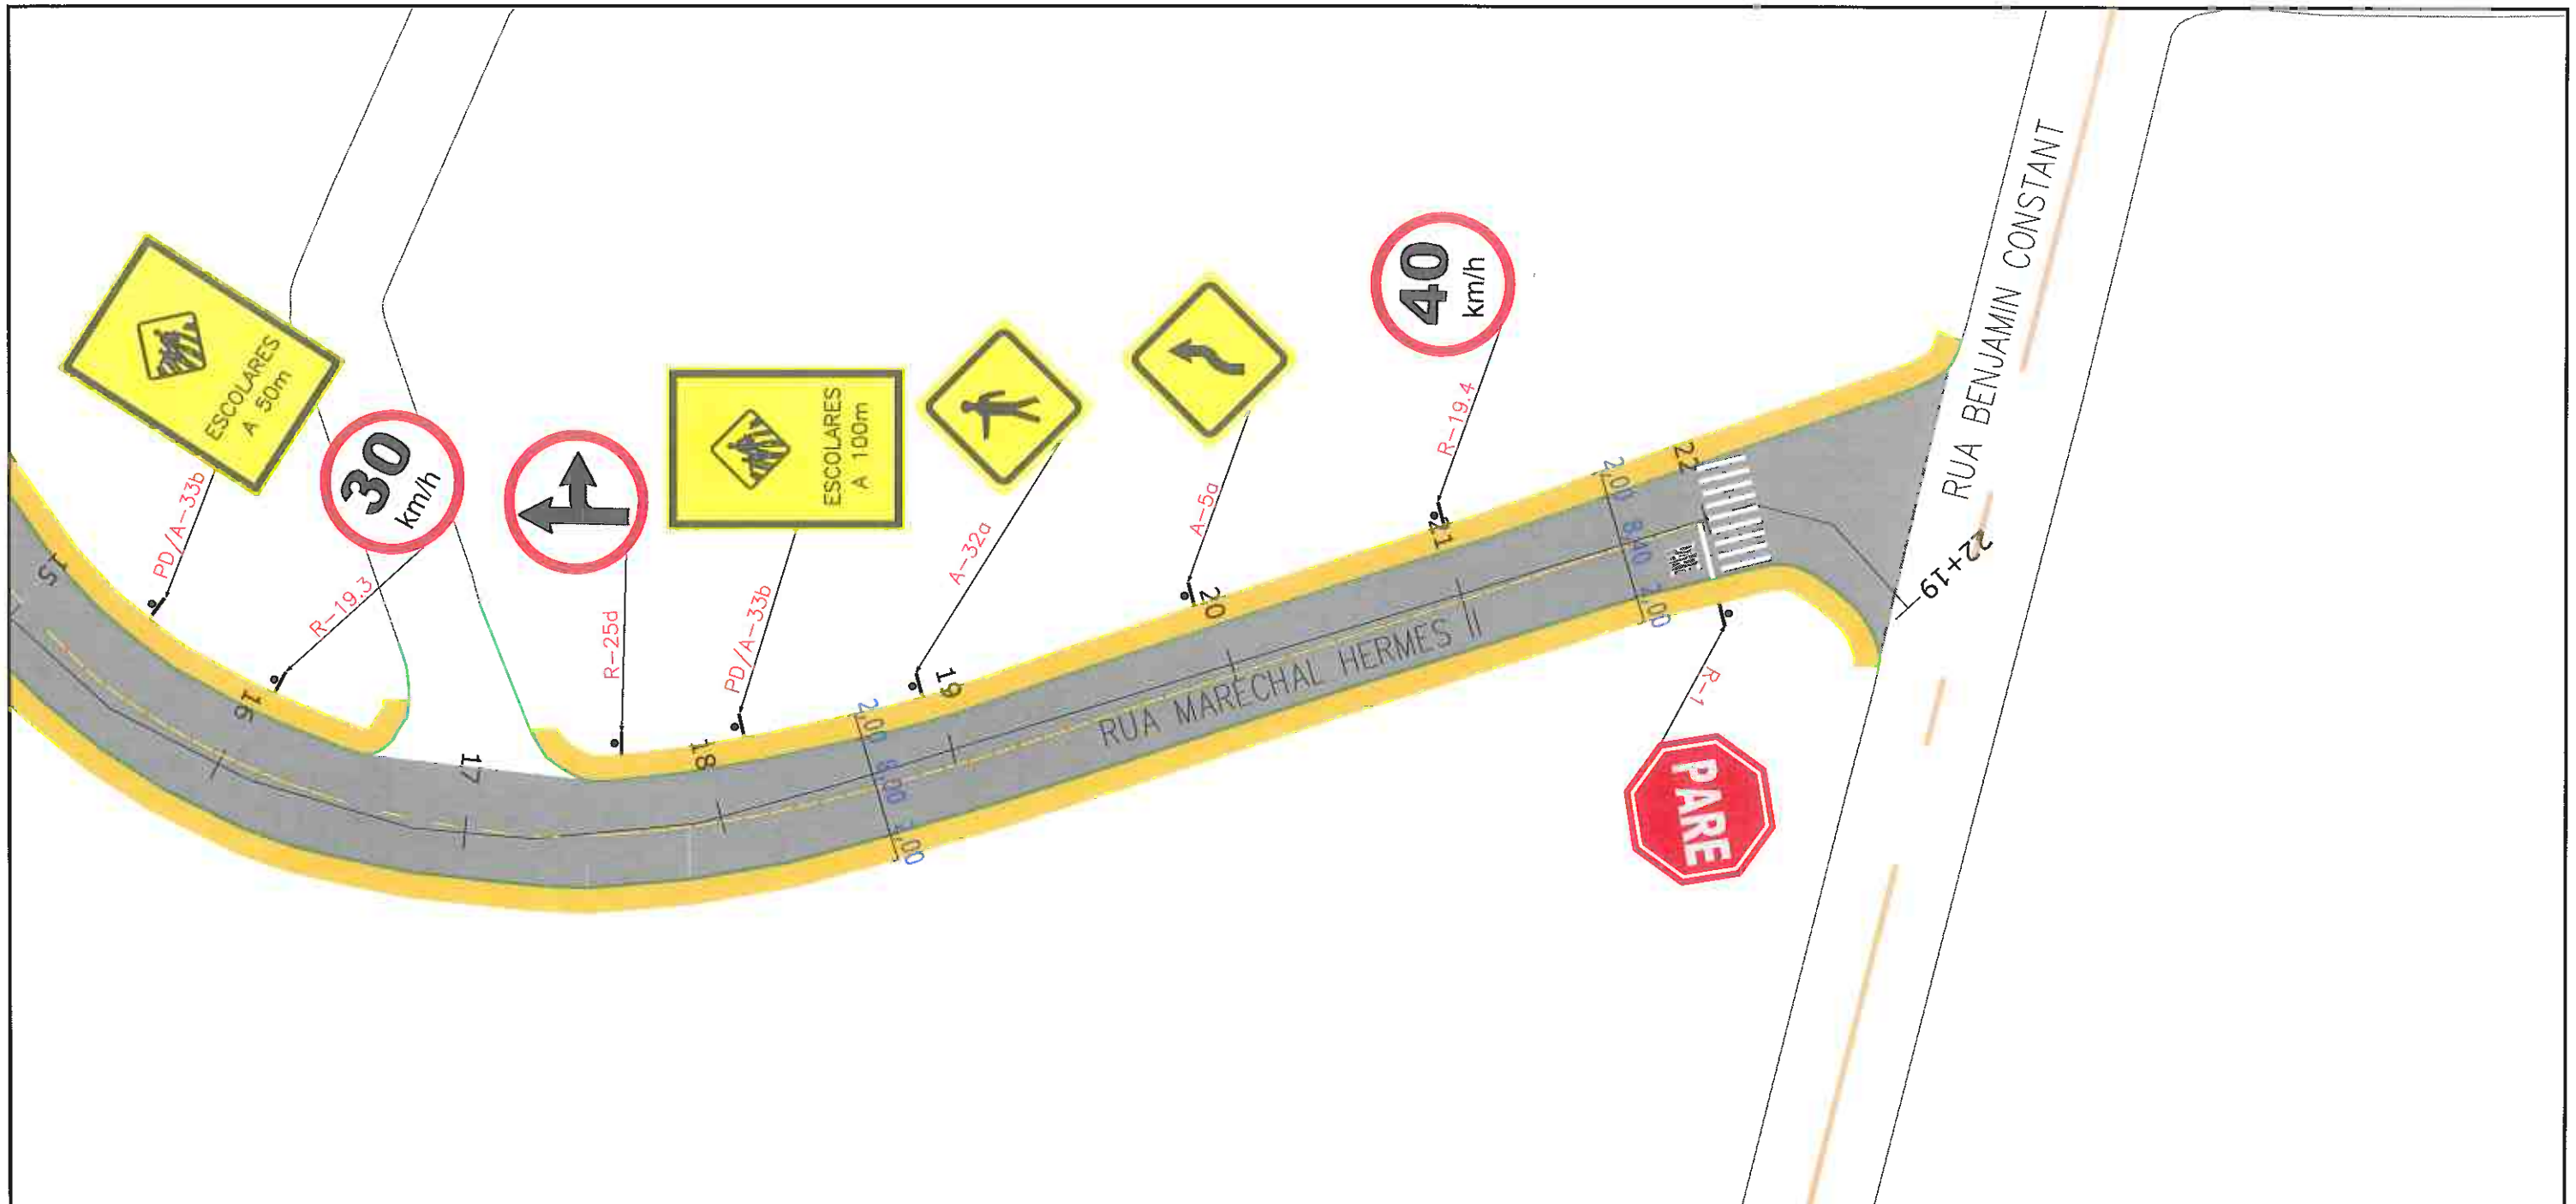 ESCOLARES
A 50m
PD/A-33b
30
km/h
R-19.3
R-25d
ESCOLARES
A 100m
PD/A-33b
A-32a
A-5a
40
km/h
R-19.4
R-1
PARE
15
16
17
18
19
20
21
22
22+19
2,00
8,00
2,00
2,00
8,40
2,00
RUA MARECHAL HERMES II
RUA BENJAMIN CONSTANT